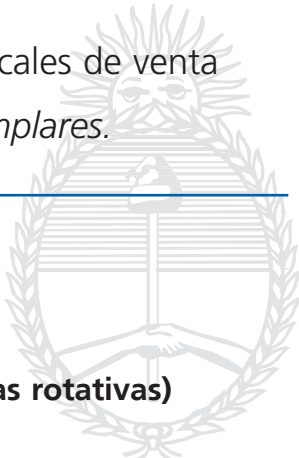 cales de venta
mplares.
as rotativas)